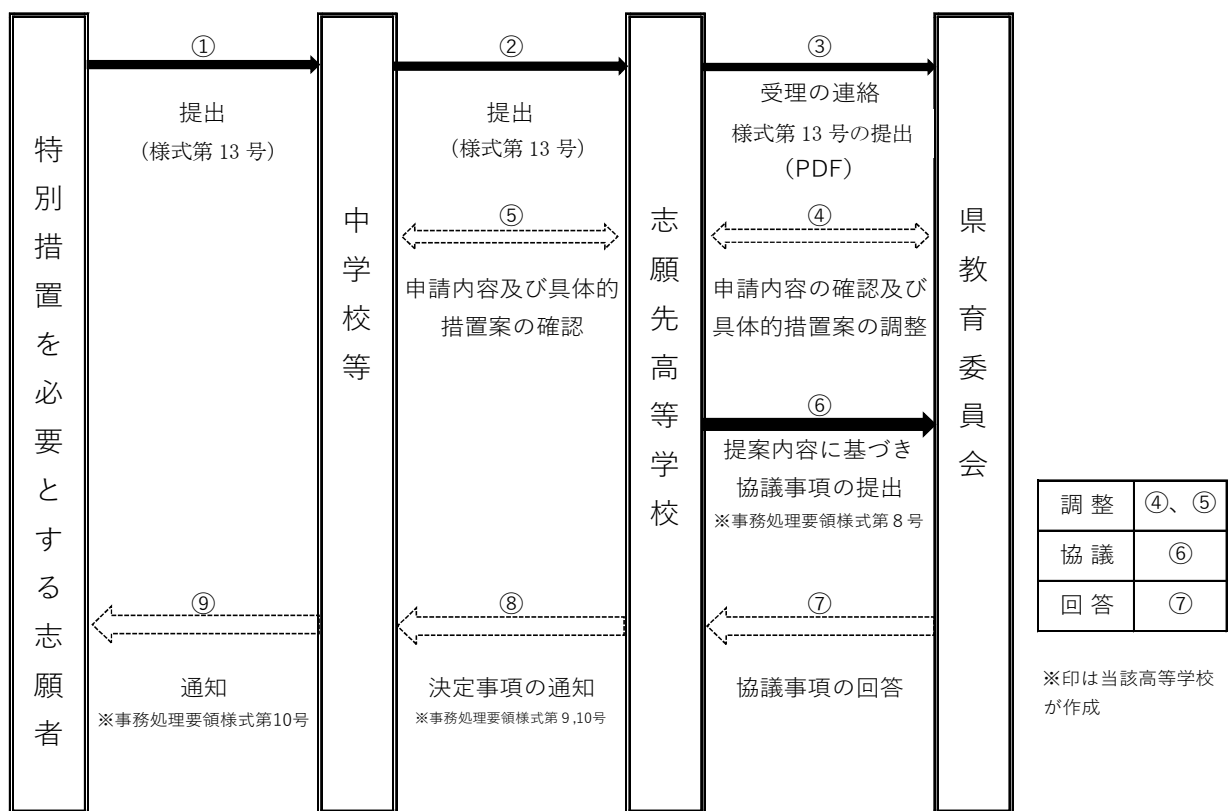 特別措置を必要とする志願者
①
提出
(様式第 13 号)
中学校等
②
提出
(様式第 13 号)
志願先高等学校
③
受理の連絡
様式第 13 号の提出
(PDF)
県教育委員会
⑤
申請内容及び具体的
措置案の確認
④
申請内容の確認及び
具体的措置案の調整
⑥
提案内容に基づき
協議事項の提出
※事務処理要領様式第８号
⑨
通知
※事務処理要領様式第10号
⑧
決定事項の通知
※事務処理要領様式第９,10号
⑦
協議事項の回答
調 整 ④、⑤
協 議 ⑥
回 答 ⑦
※印は当該高等学校
が作成